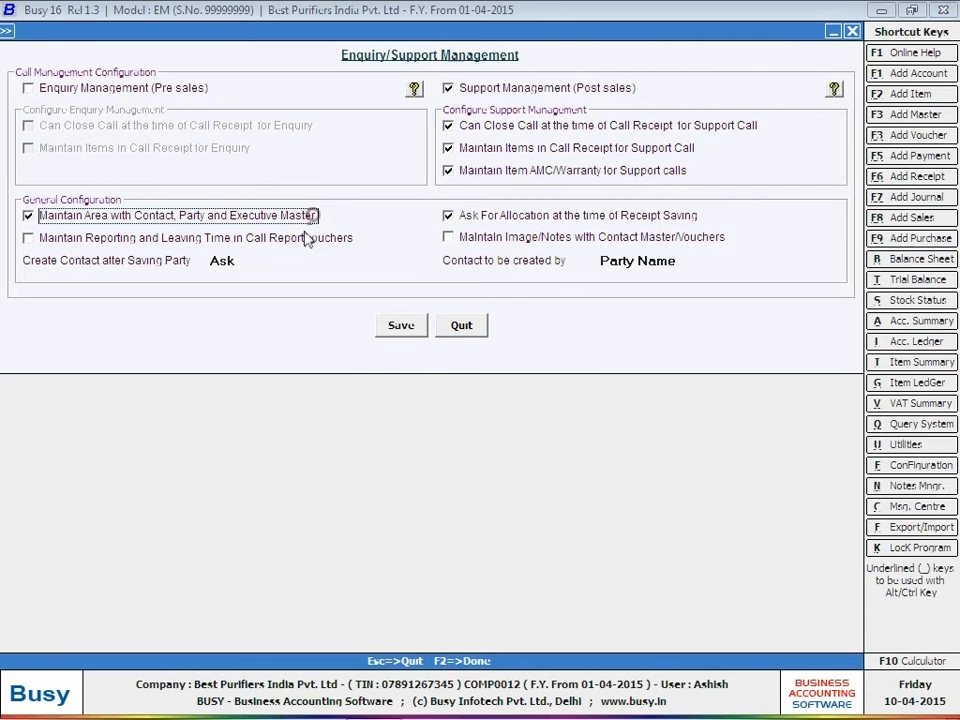 Busy 16 Rel 1.3 | Model : EM (S.No. 99999999) | Best Purifiers India Pvt. Ltd - F.Y. From 01-04-2015
>>
Enquiry/Support Management
Call Management Configuration
Enquiry Management (Pre sales)
?
Support Management (Post sales)
?
Configure Enquiry Management
Can Close Call at the time of Call Receipt for Enquiry
Maintain Items in Call Receipt for Enquiry
Configure Support Management
Can Close Call at the time of Call Receipt for Support Call
Maintain Items in Call Receipt for Support Call
Maintain Item AMC/Warranty for Support calls
General Configuration
Maintain Area with Contact, Party and Executive Master
Ask For Allocation at the time of Receipt Saving
Maintain Reporting and Leaving Time in Call Report Vouchers
Maintain Image/Notes with Contact Master/Vouchers
Create Contact after Saving Party Ask
Contact to be created by Party Name
Save
Quit
Shortcut Keys
F1 Online Help
F1 Add Account
F2 Add Item
F3 Add Master
F3 Add Voucher
F5 Add Payment
F6 Add Receipt
F7 Add Journal
F8 Add Sales
F9 Add Purchase
B Balance Sheet
T Trial Balance
S Stock Status
A Acc. Summary
L Acc. Ledger
I Item Summary
G Item LedGer
V VAT Summary
Q Query System
U Utilities
F ConFiguration
N Notes Mngr.
C Msg. Centre
E Export/Import
K LocK Program
Underlined (_) keys
to be used with
Alt/Ctrl Key
F10 Calculator
Esc=>Quit F2=>Done
Busy
Company : Best Purifiers India Pvt. Ltd - ( TIN : 07891267345 ) COMP0012 ( F.Y. From 01-04-2015 ) - User : Ashish
BUSY - Business Accounting Software ; (c) Busy Infotech Pvt. Ltd., Delhi ; www.busy.in
BUSINESS
ACCOUNTING
SOFTWARE
Friday
10-04-2015